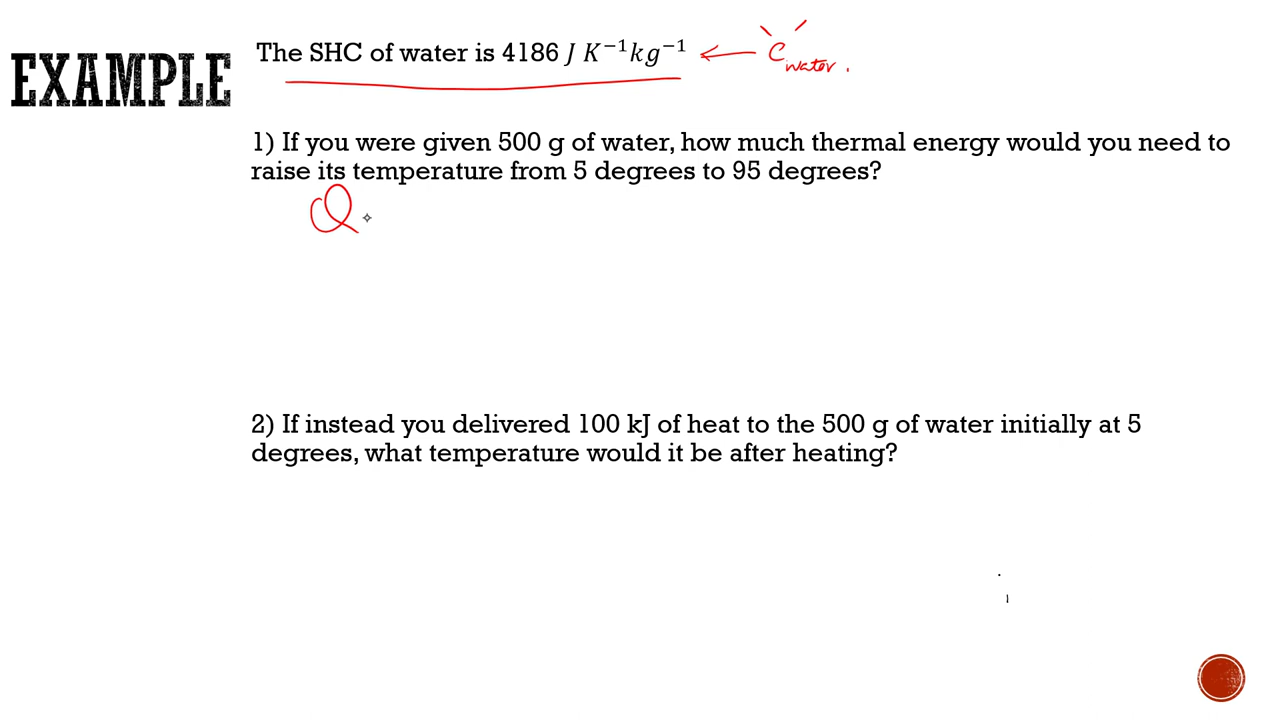 EXAMPLE
The SHC of water is 4186 J K⁻¹kg⁻¹ ← C water.
1) If you were given 500 g of water, how much thermal energy would you need to
raise its temperature from 5 degrees to 95 degrees?
Q
2) If instead you delivered 100 kJ of heat to the 500 g of water initially at 5
degrees, what temperature would it be after heating?